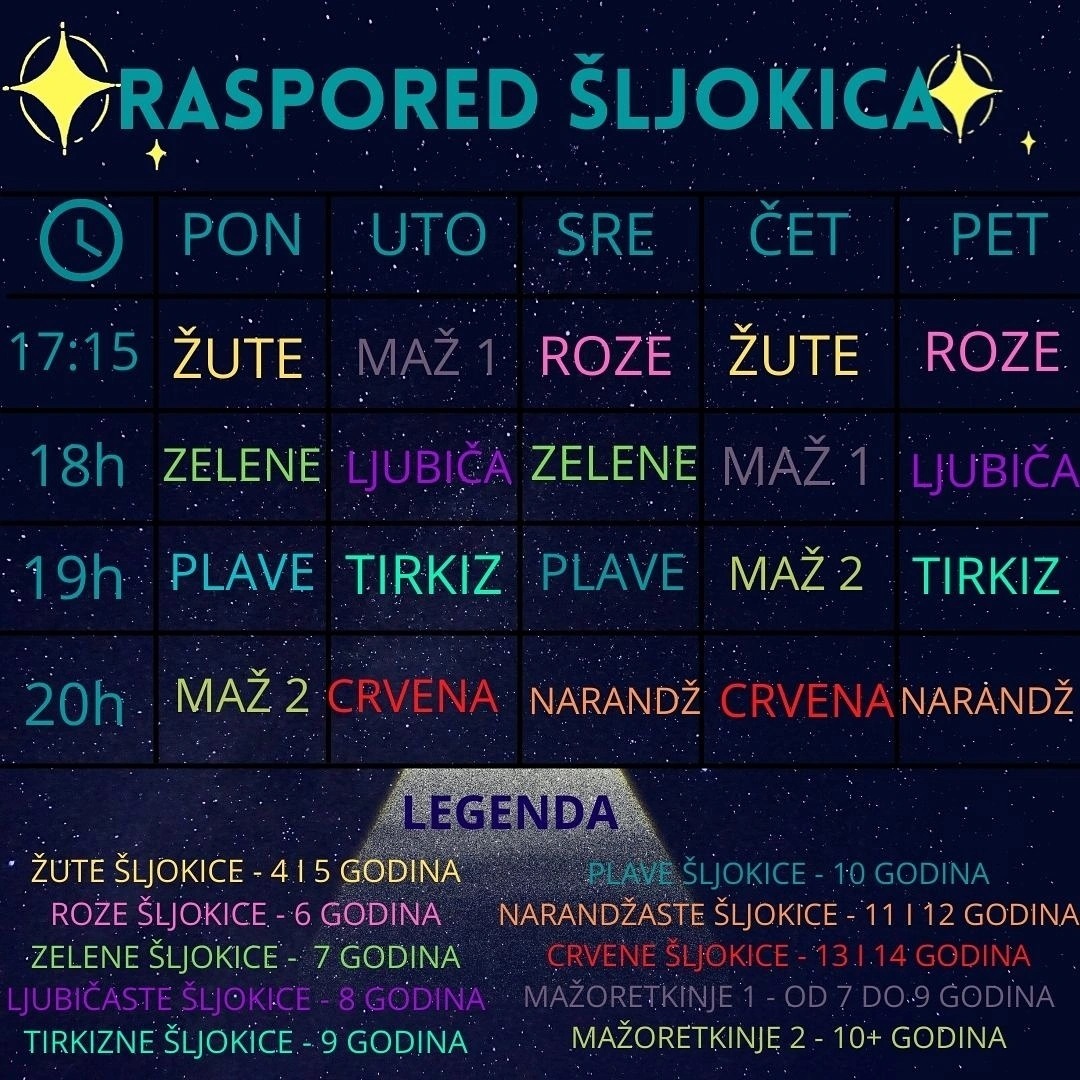 RASPORED ŠLJOKICA
PON UTO SRE ČET PET
17:15 ŽUTE MAŽ 1 ROZE ŽUTE ROZE
18h ZELENE LJUBIČA ZELENE MAŽ 1 LJUBIČA
19h PLAVE TIRKIZ PLAVE MAŽ 2 TIRKIZ
20h MAŽ 2 CRVENA NARANDŽ CRVENA NARANDŽ
LEGENDA
ŽUTE ŠLJOKICE - 4 I 5 GODINA
ROZE ŠLJOKICE - 6 GODINA
ZELENE ŠLJOKICE - 7 GODINA
LJUBIČASTE ŠLJOKICE - 8 GODINA
TIRKIZNE ŠLJOKICE - 9 GODINA
PLAVE ŠLJOKICE - 10 GODINA
NARANDŽASTE ŠLJOKICE - 11 I 12 GODINA
CRVENE ŠLJOKICE - 13 I 14 GODINA
MAŽORETKINJE 1 - OD 7 DO 9 GODINA
MAŽORETKINJE 2 - 10+ GODINA